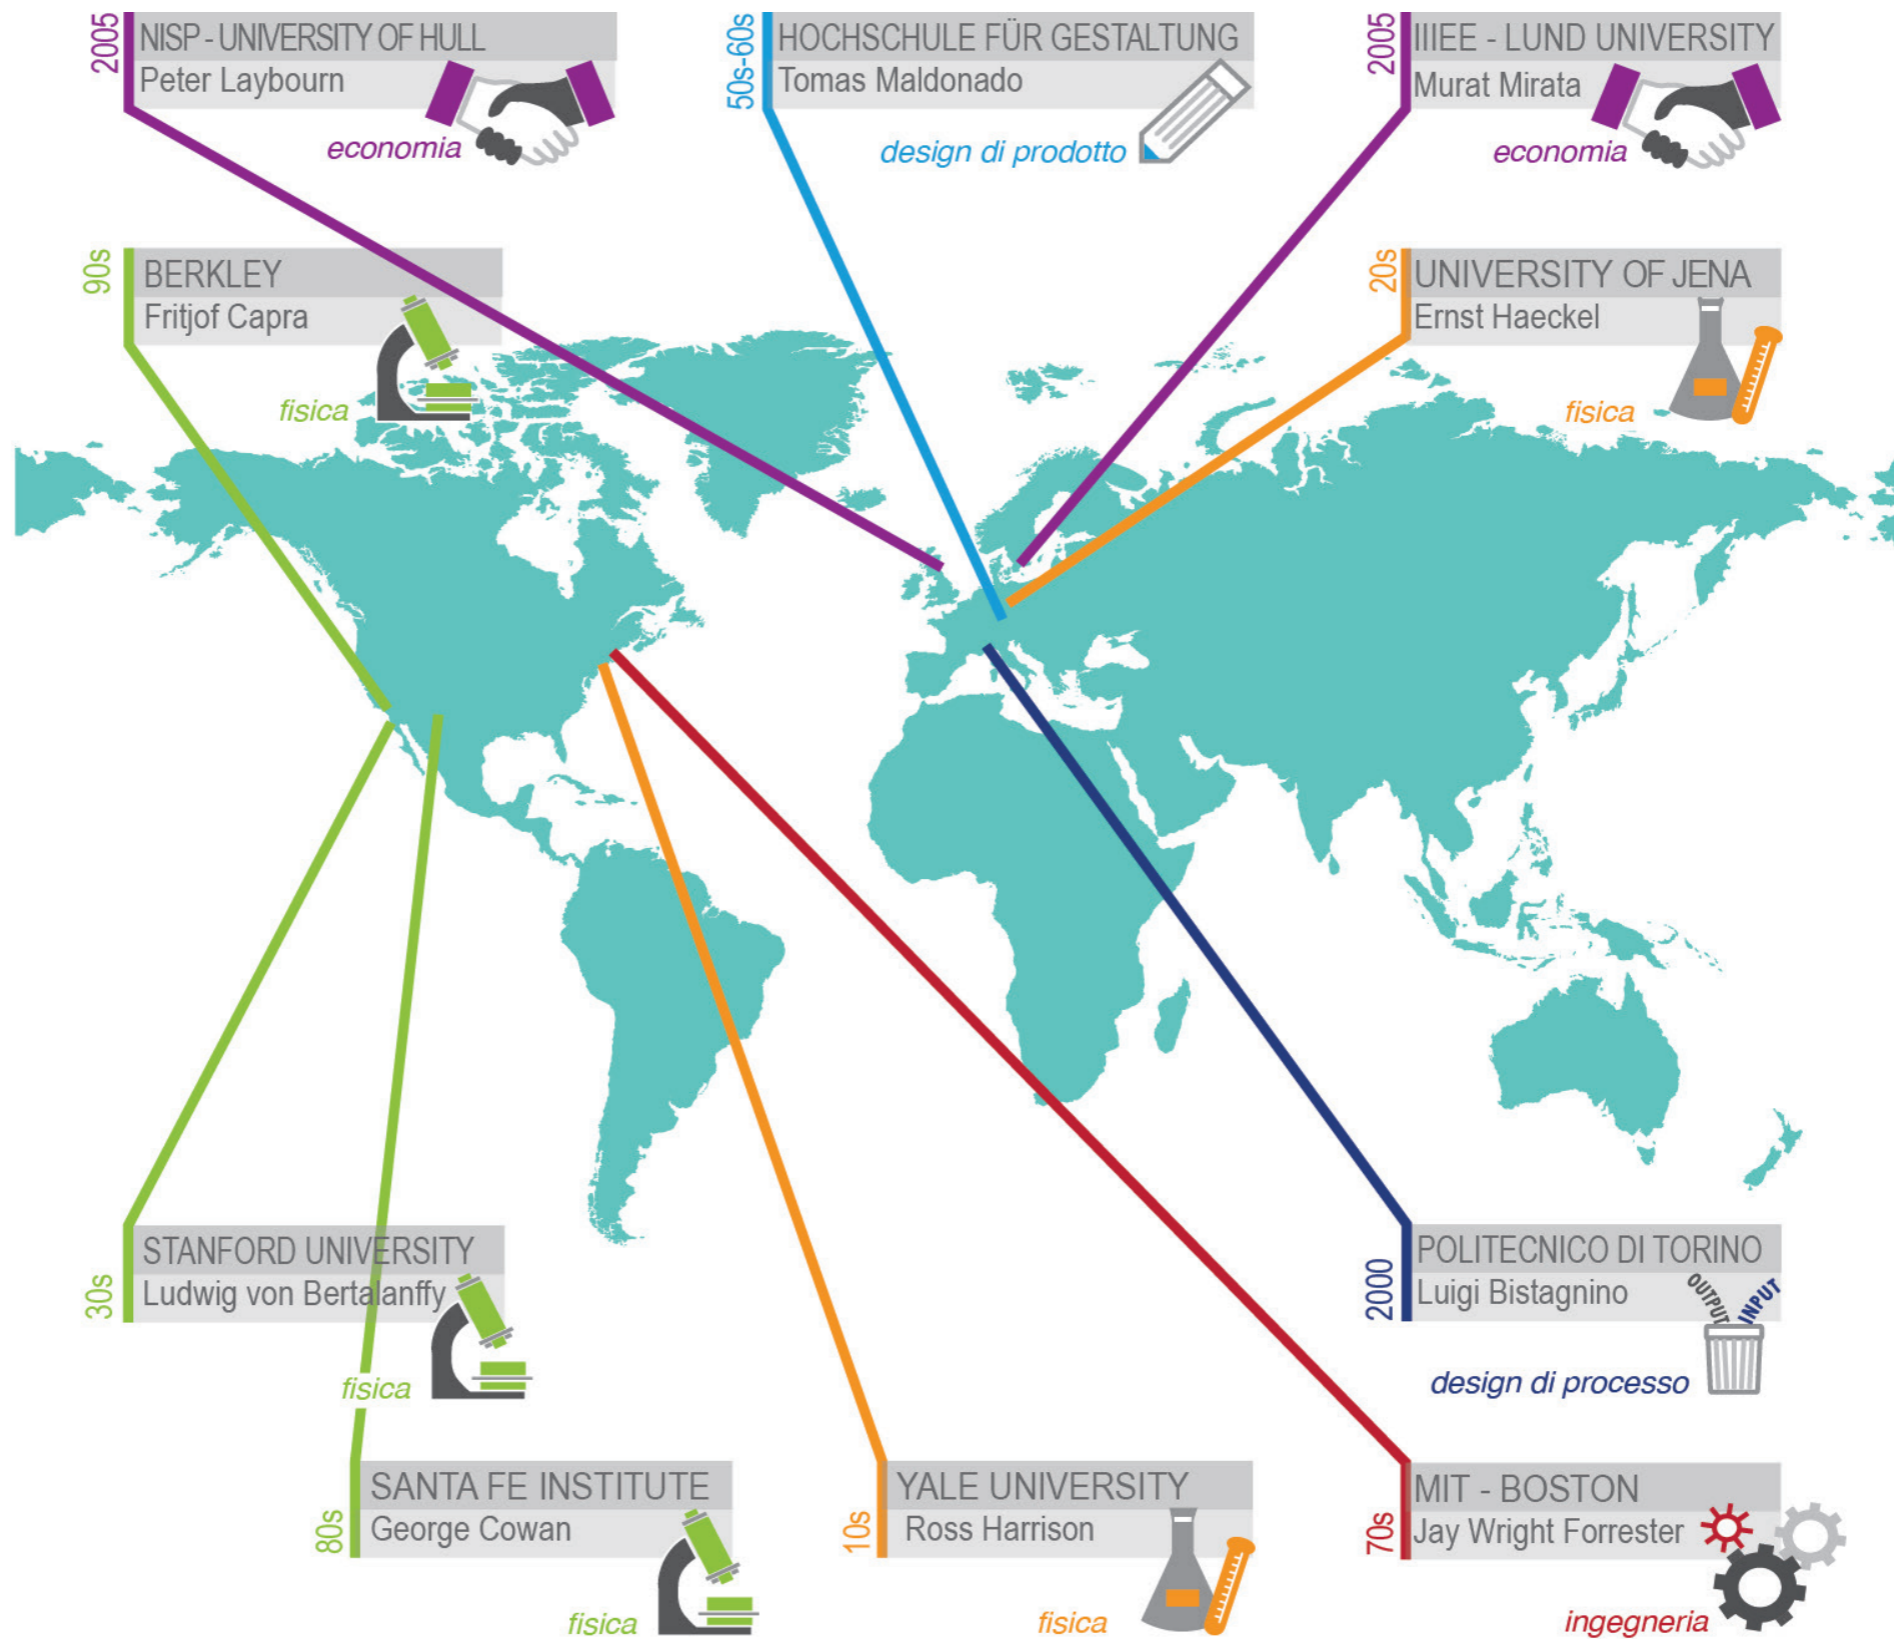 2005
NISP - UNIVERSITY OF HULL
Peter Laybourn
economia
50s-60s
HOCHSCHULE FÜR GESTALTUNG
Tomas Maldonado
design di prodotto
2005
IIIEE - LUND UNIVERSITY
Murat Mirata
economia
90s
BERKLEY
Fritjof Capra
fisica
20s
UNIVERSITY OF JENA
Ernst Haeckel
fisica
30s
STANFORD UNIVERSITY
Ludwig von Bertalanffy
fisica
2000
POLITECNICO DI TORINO
Luigi Bistagnino
OUTPUT
INPUT
design di processo
80s
SANTA FE INSTITUTE
George Cowan
fisica
10s
YALE UNIVERSITY
Ross Harrison
fisica
70s
MIT - BOSTON
Jay Wright Forrester
ingegneria